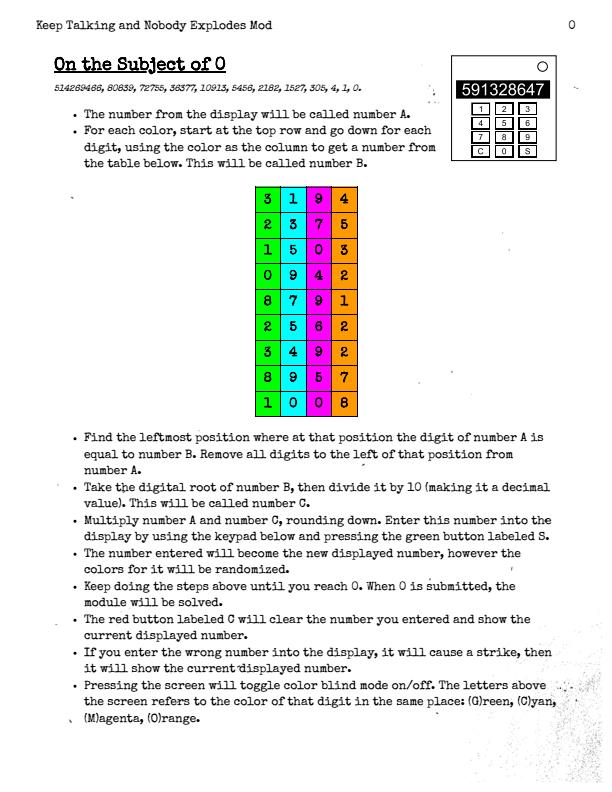 Keep Talking and Nobody Explodes Mod 0
On the Subject of 0
514269466, 80839, 72755, 36377, 10913, 5456, 2182, 1527, 305, 4, 1, 0.
591328647
1 2 3
4 5 6
7 8 9
C 0 S
• The number from the display will be called number A.
• For each color, start at the top row and go down for each
digit, using the color as the column to get a number from
the table below. This will be called number B.
3 1 9 4
2 3 7 5
1 5 0 3
0 9 4 2
8 7 9 1
2 5 6 2
3 4 9 2
8 9 5 7
1 0 0 8
• Find the leftmost position where at that position the digit of number A is
equal to number B. Remove all digits to the left of that position from
number A.
• Take the digital root of number B, then divide it by 10 (making it a decimal
value). This will be called number C.
• Multiply number A and number C, rounding down. Enter this number into the
display by using the keypad below and pressing the green button labeled S.
• The number entered will become the new displayed number, however the
colors for it will be randomized.
• Keep doing the steps above until you reach 0. When 0 is submitted, the
module will be solved.
• The red button labeled C will clear the number you entered and show the
current displayed number.
• If you enter the wrong number into the display, it will cause a strike, then
it will show the current displayed number.
• Pressing the screen will toggle color blind mode on/off. The letters above
the screen refers to the color of that digit in the same place: (G)reen, (C)yan,
(M)agenta, (O)range.